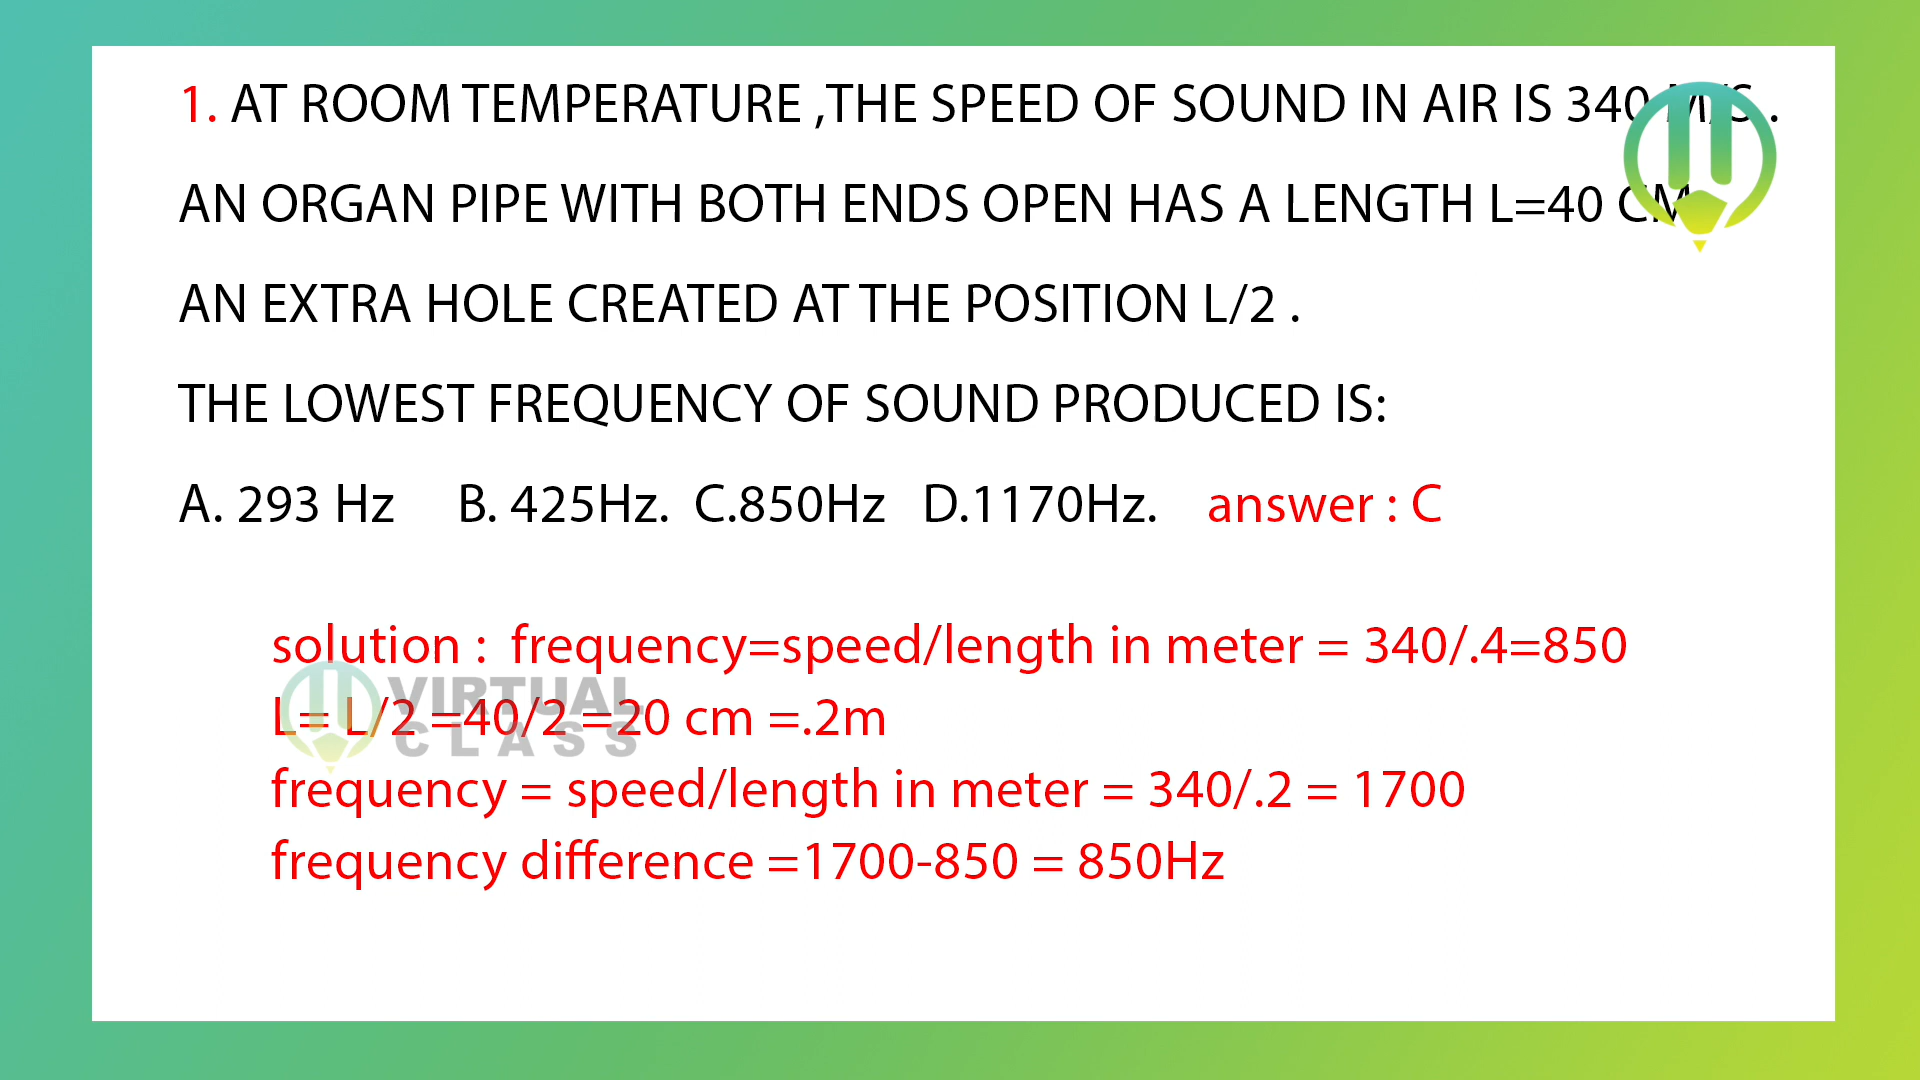 1. AT ROOM TEMPERATURE ,THE SPEED OF SOUND IN AIR IS 340 M/S .
AN ORGAN PIPE WITH BOTH ENDS OPEN HAS A LENGTH L=40 CM
AN EXTRA HOLE CREATED AT THE POSITION L/2 .
THE LOWEST FREQUENCY OF SOUND PRODUCED IS:
A. 293 Hz B. 425Hz. C.850Hz D.1170Hz. answer : C
solution : frequency=speed/length in meter = 340/.4=850
L= L/2 =40/2 =20 cm =.2m
VIRTUAL
CLASS
frequency = speed/length in meter = 340/.2 = 1700
frequency difference =1700-850 = 850Hz